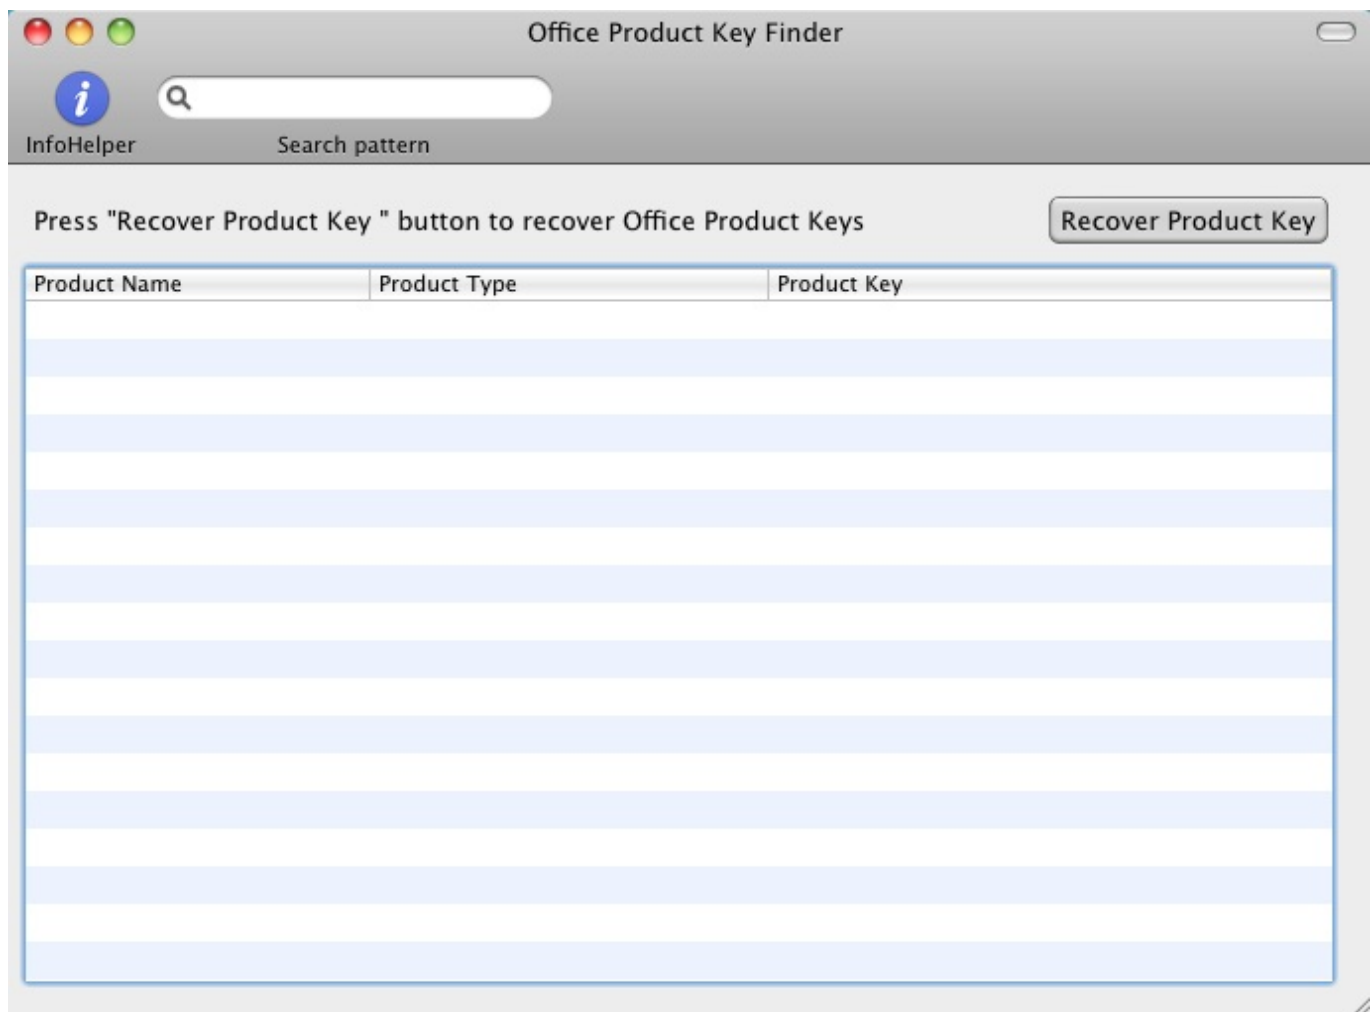 Office Product Key Finder
InfoHelper
Search pattern
Press "Recover Product Key " button to recover Office Product Keys
Recover Product Key
Product Name
Product Type
Product Key